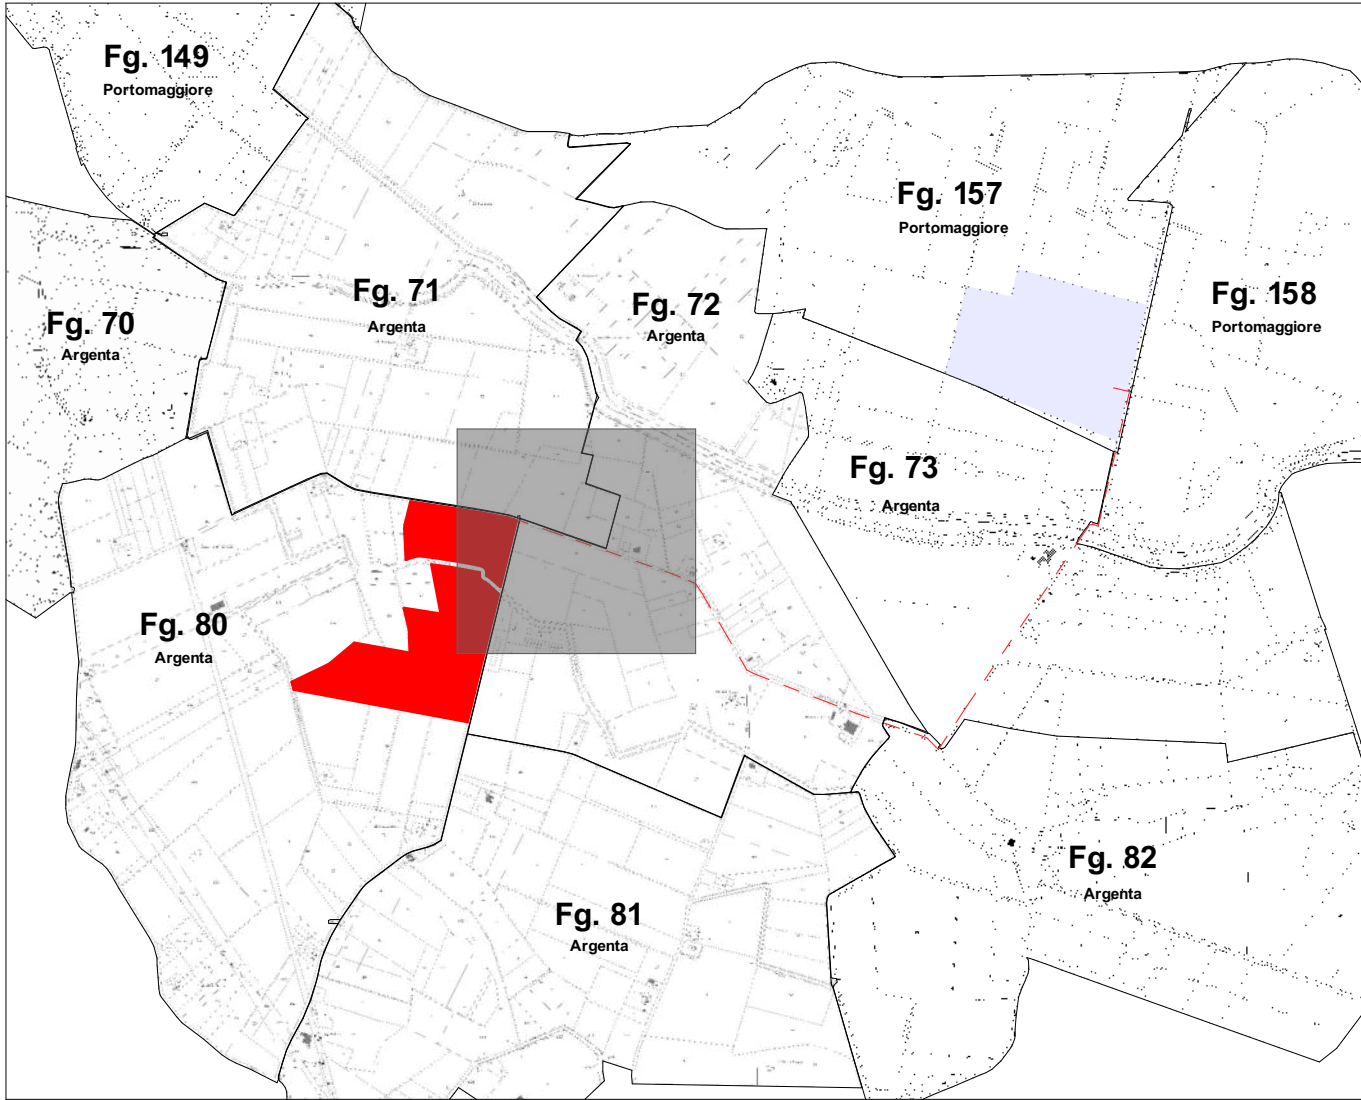 Fg. 149
Portomaggiore
Fg. 157
Portomaggiore
Fg. 71
Argenta
Fg. 72
Argenta
Fg. 158
Portomaggiore
Fg. 70
Argenta
Fg. 73
Argenta
Fg. 80
Argenta
Fg. 82
Argenta
Fg. 81
Argenta